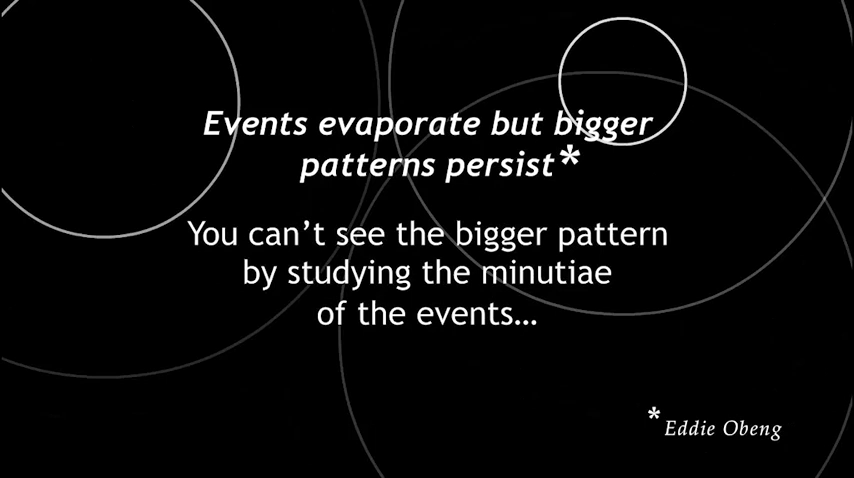 Events evaporate but bigger
patterns persist*
You can’t see the bigger pattern
by studying the minutiae
of the events…
*Eddie Obeng